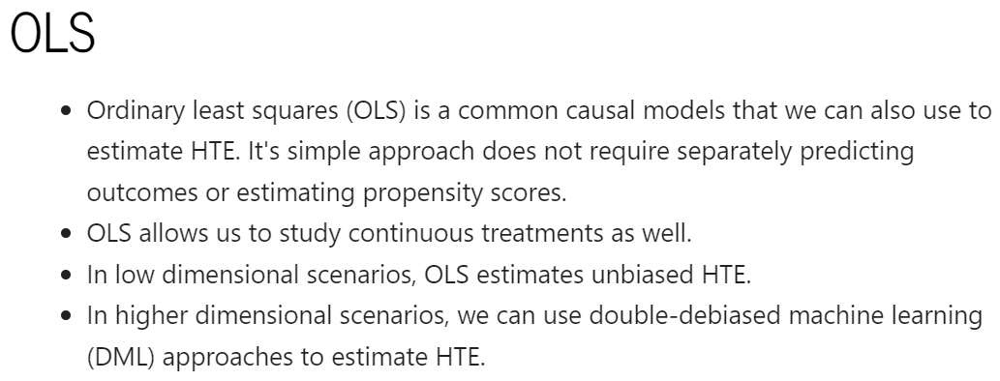 OLS
• Ordinary least squares (OLS) is a common causal models that we can also use to
estimate HTE. It's simple approach does not require separately predicting
outcomes or estimating propensity scores.
• OLS allows us to study continuous treatments as well.
• In low dimensional scenarios, OLS estimates unbiased HTE.
• In higher dimensional scenarios, we can use double-debiased machine learning
(DML) approaches to estimate HTE.